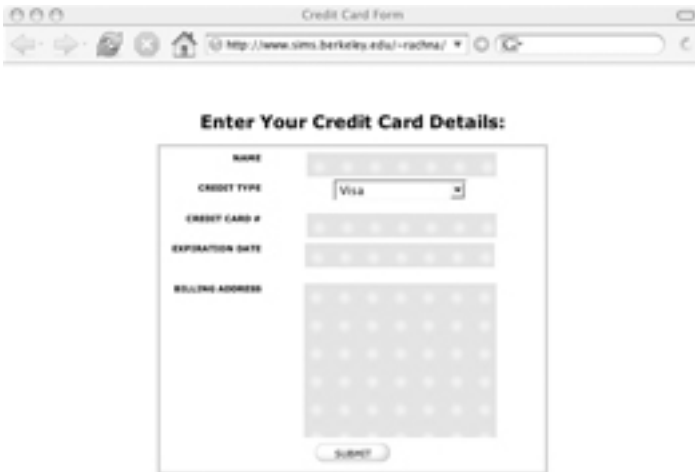 Credit Card Form
http://www.sims.berkeley.edu/~rachna/
Enter Your Credit Card Details:
NAME
CREDIT TYPE
Visa
CREDIT CARD #
EXPIRATION DATE
BILLING ADDRESS
SUBMIT